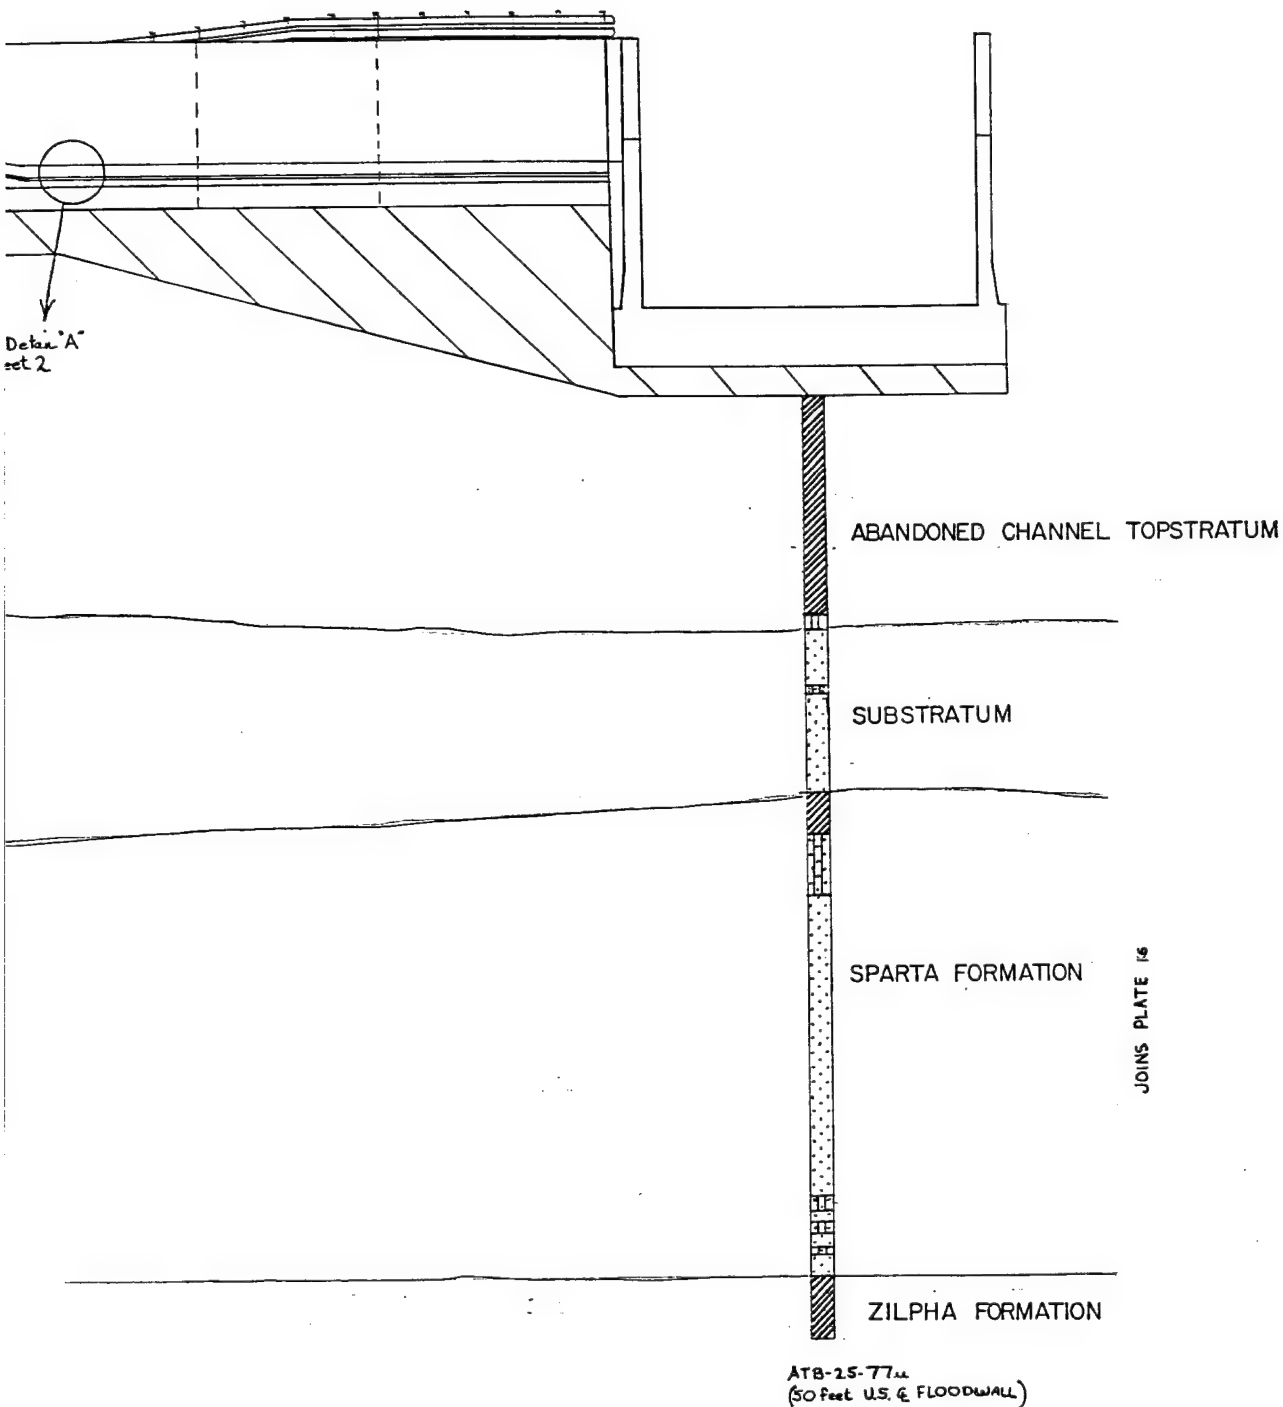 Detail "A"
eet 2
ABANDONED CHANNEL TOPSTRATUM
SUBSTRATUM
SPARTA FORMATION
JOINS PLATE 16
ZILPHA FORMATION
ATB-25-77u
(50 feet U.S. ℄ FLOODWALL)